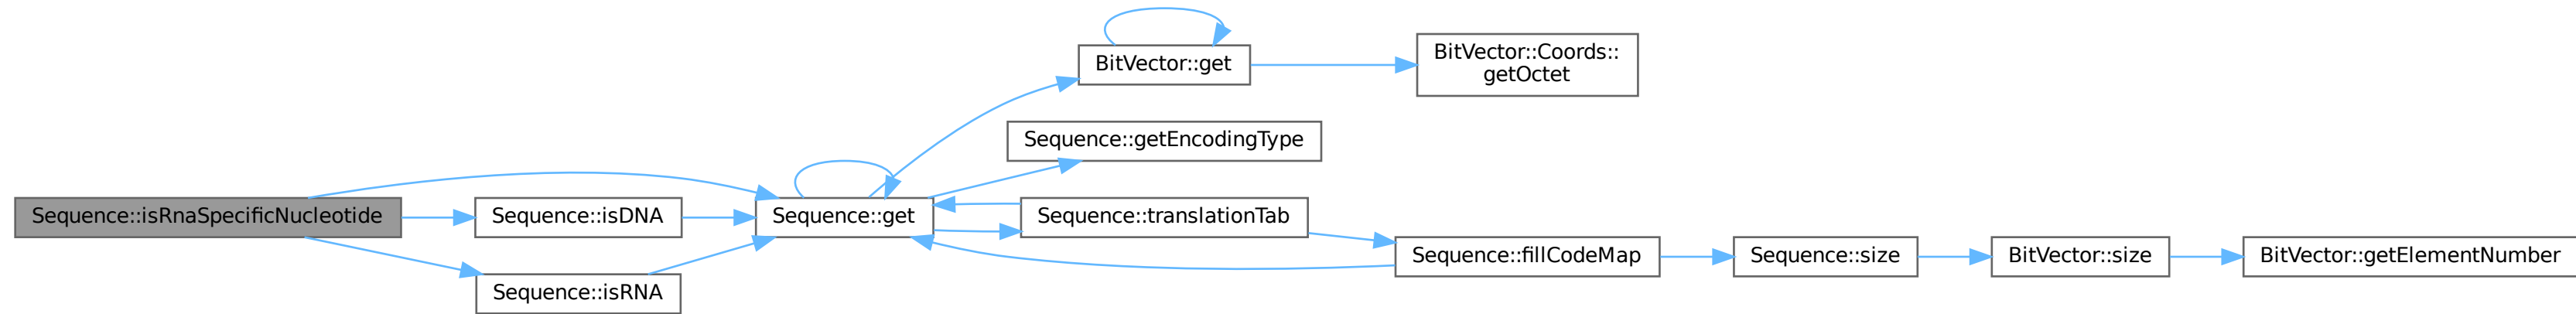 BitVector::get
BitVector::Coords::
getOctet
Sequence::getEncodingType
Sequence::isRnaSpecificNucleotide
Sequence::isDNA
Sequence::get
Sequence::translationTab
Sequence::fillCodeMap
Sequence::size
BitVector::size
BitVector::getElementNumber
Sequence::isRNA